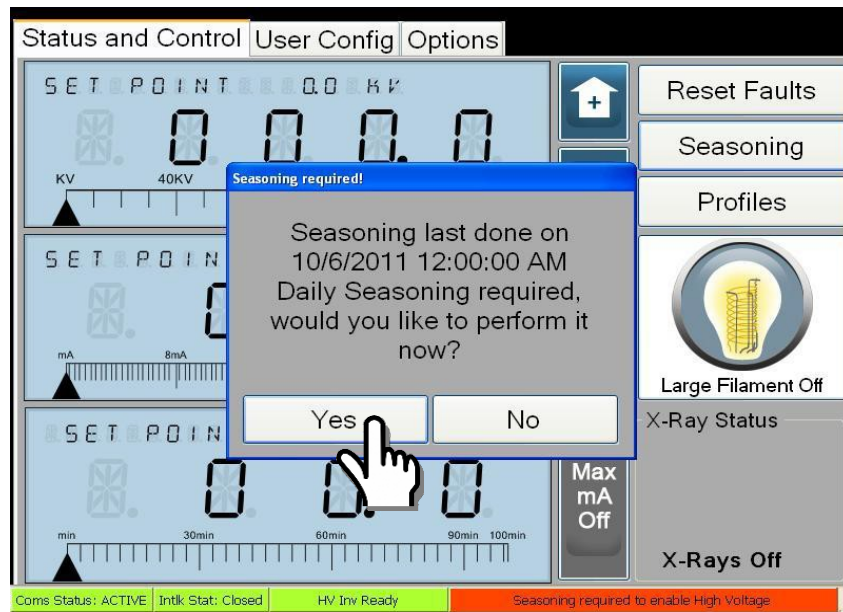 Status and Control User Config Options
SET POINT 0.0 KV
0 0 0. 0
KV 40KV
SET POIN
mA 8mA
SET POIN
0 0. 0
min 30min 60min 90min 100min
+
Max
mA
Off
Seasoning required!
Seasoning last done on
10/6/2011 12:00:00 AM
Daily Seasoning required,
would you like to perform it
now?
Yes No
Reset Faults
Seasoning
Profiles
Large Filament Off
X-Ray Status
X-Rays Off
Coms Status: ACTIVE Intlk Stat: Closed HV Inv Ready Seasoning required to enable High Voltage